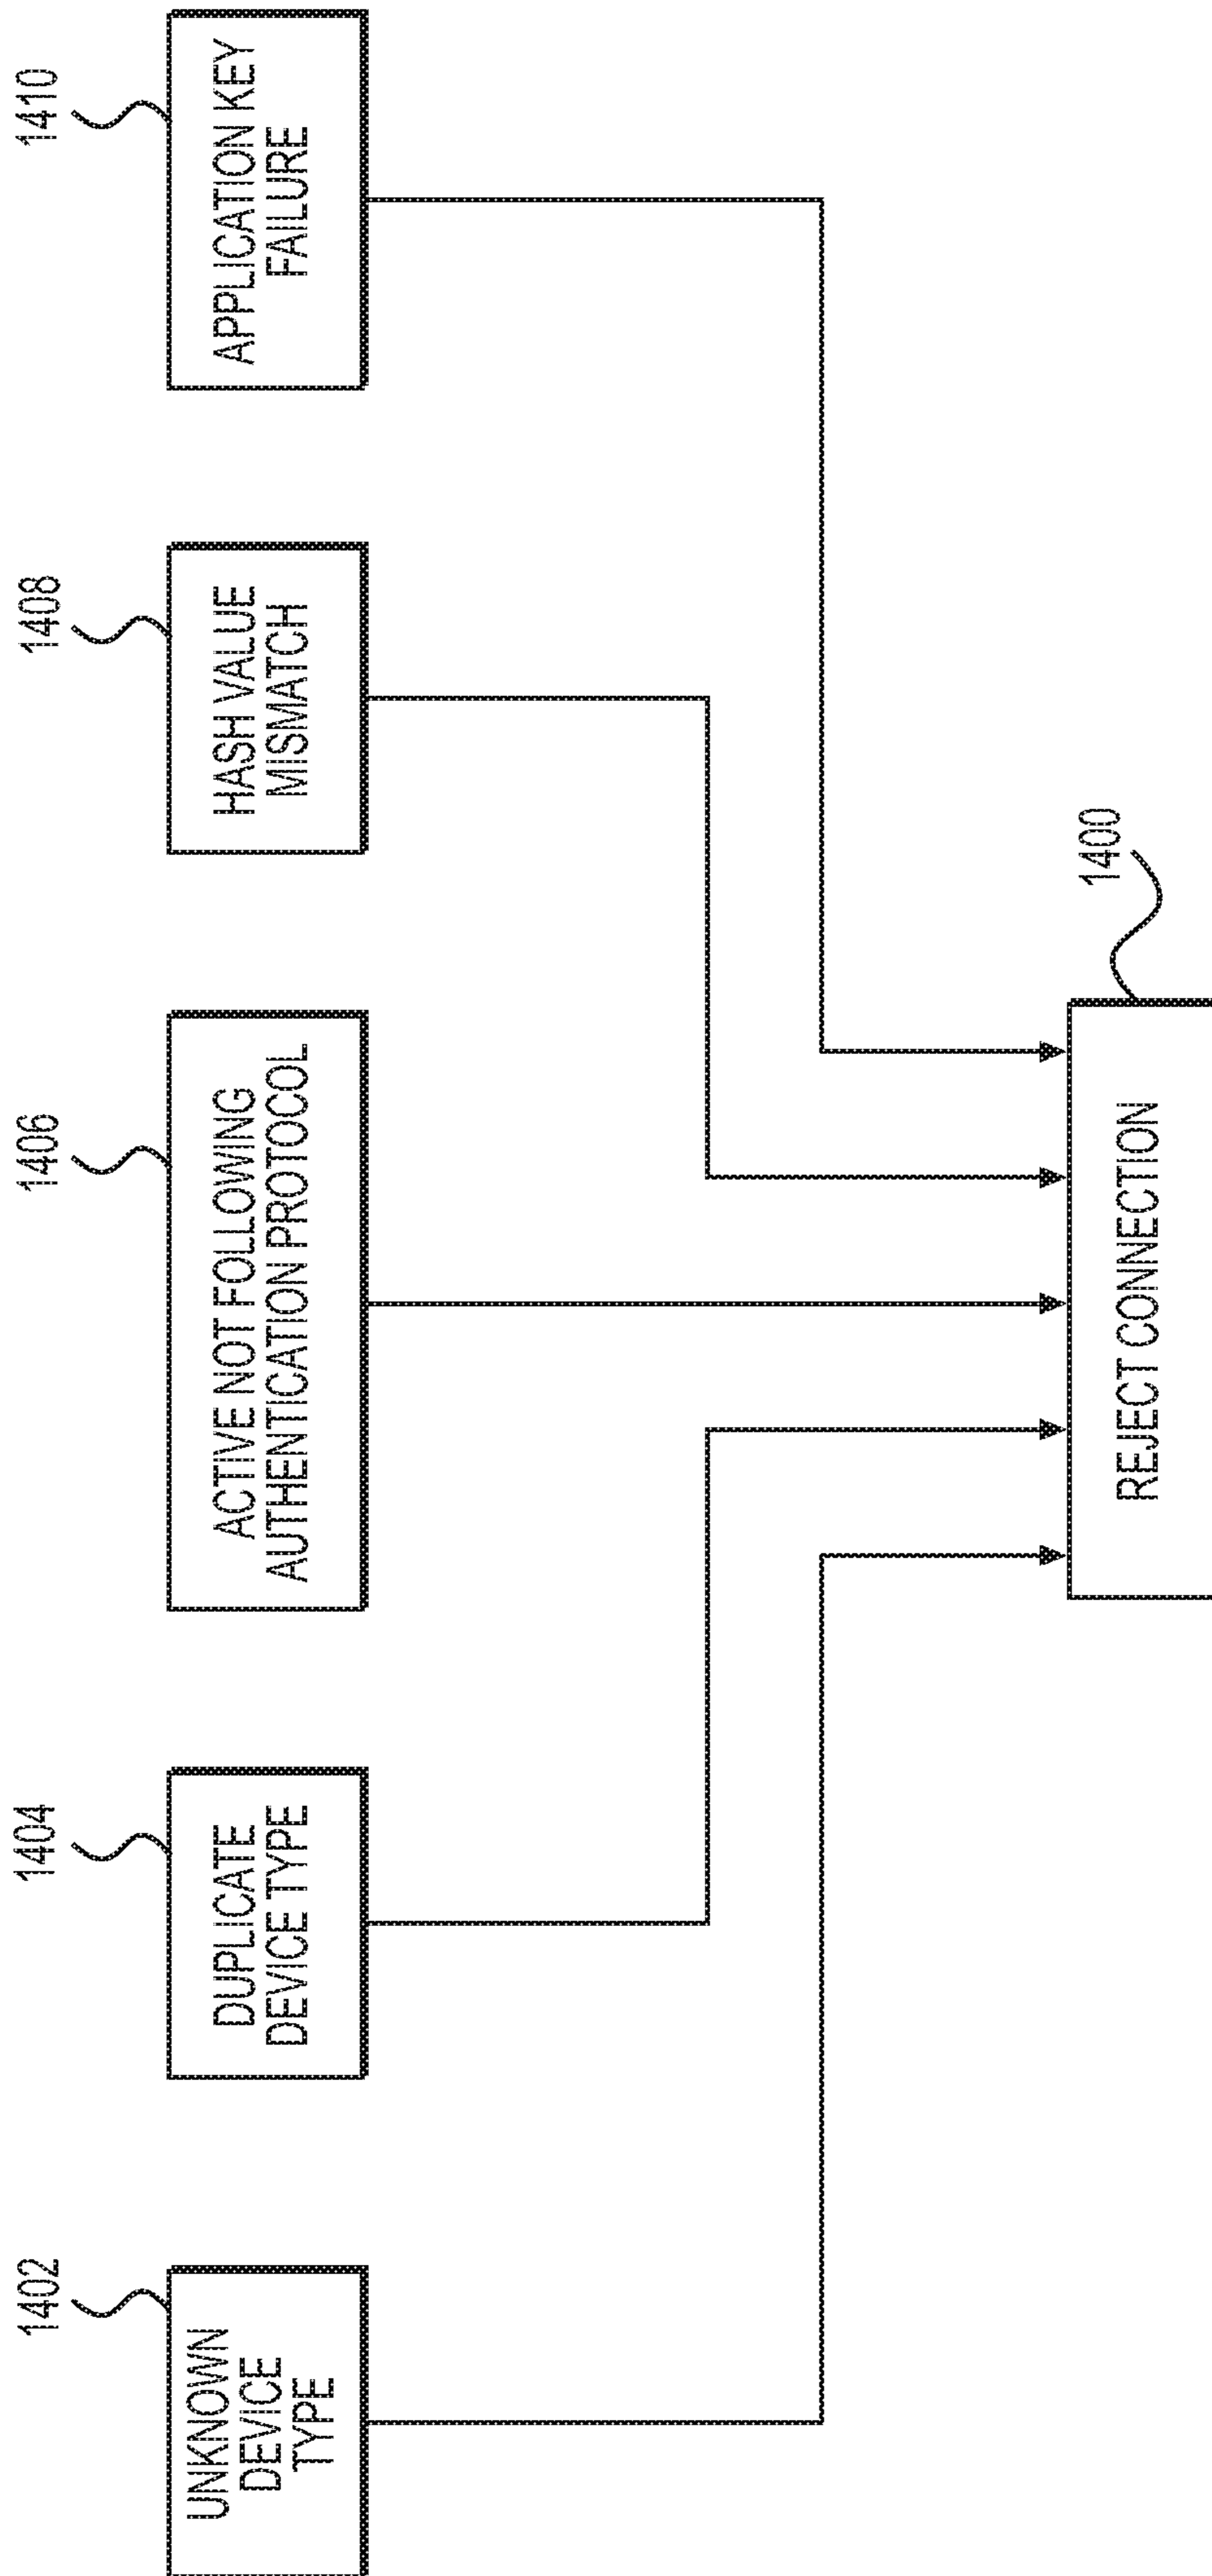 1402
UNKNOWN
DEVICE
TYPE
1404
DUPLICATE
DEVICE TYPE
1406
ACTIVE NOT FOLLOWING
AUTHENTICATION PROTOCOL
1408
HASH VALUE
MISMATCH
1410
APPLICATION KEY
FAILURE
1400
REJECT CONNECTION